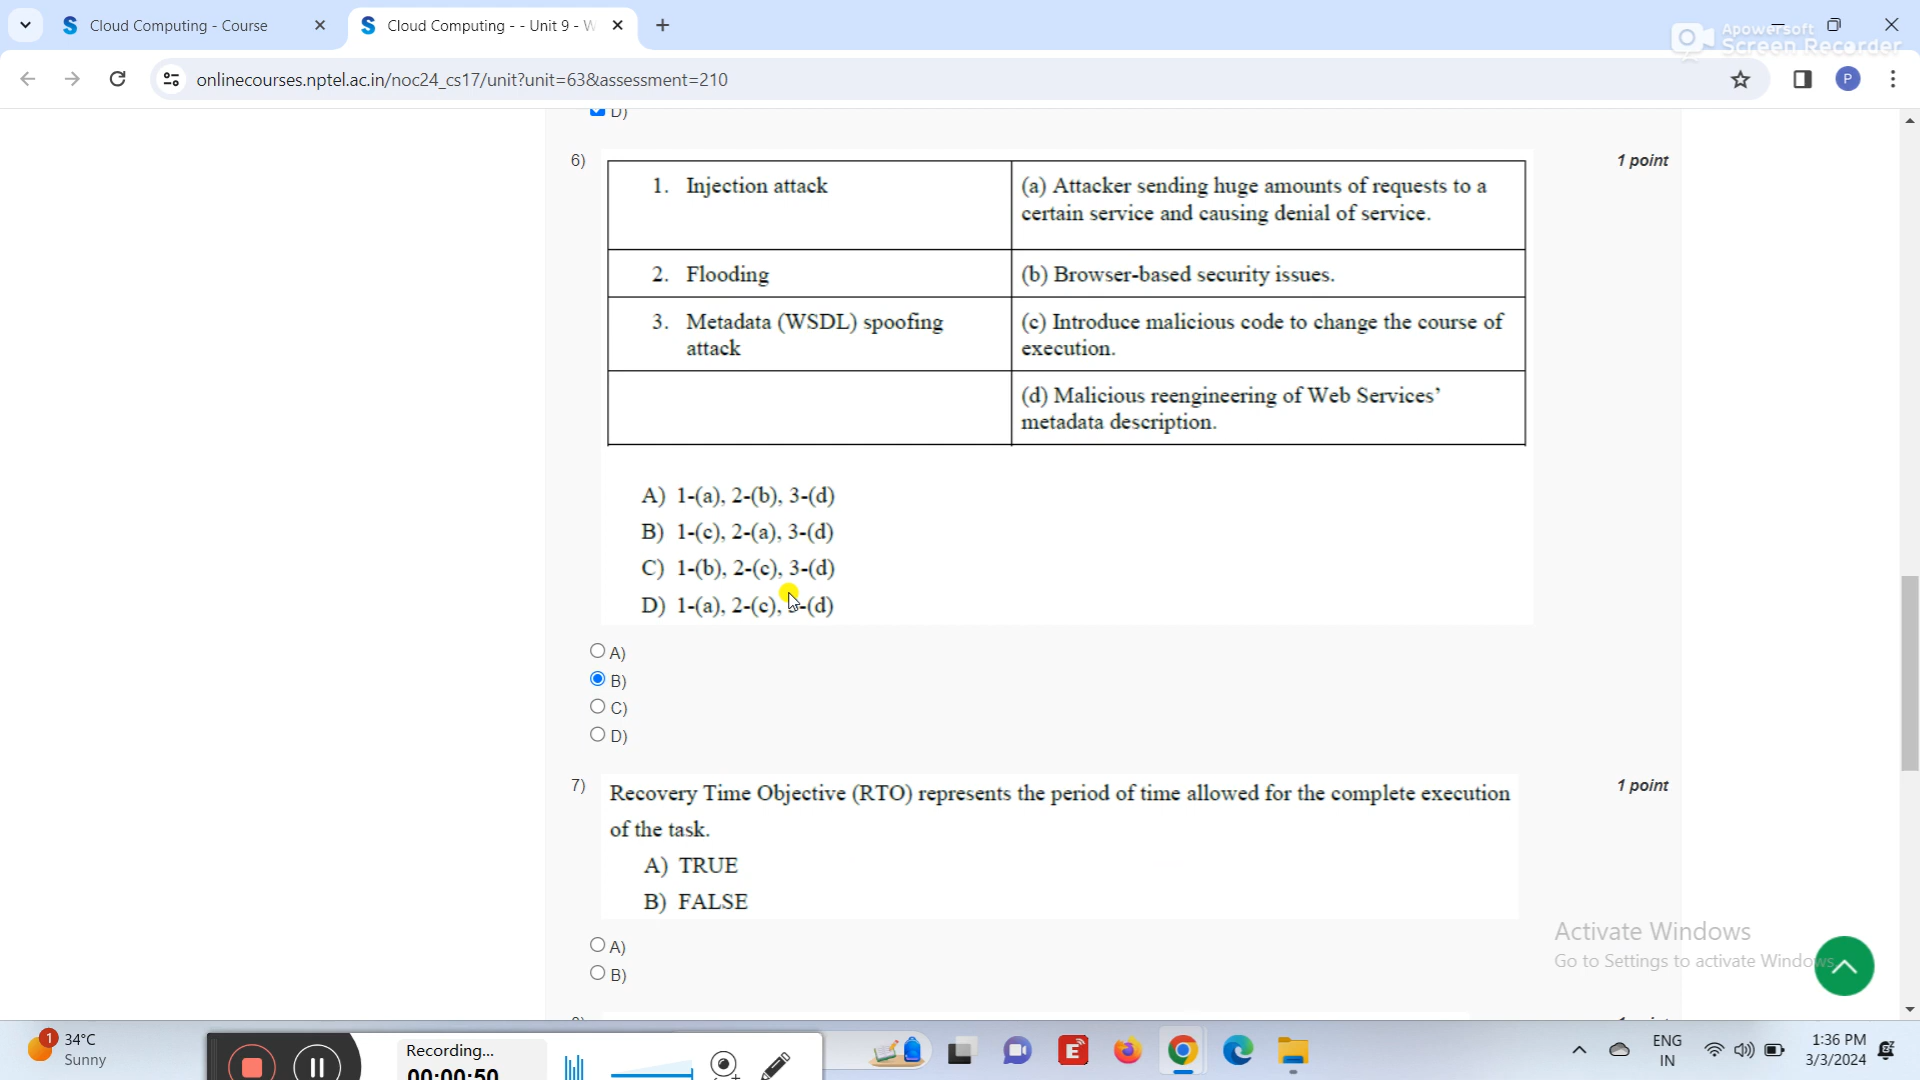 Cloud Computing - Course
Cloud Computing - - Unit 9 - W
Apowersoft
Screen Recorder
onlinecourses.nptel.ac.in/noc24_cs17/unit?unit=63&assessment=210
P
D)
6)
1 point
1. Injection attack
(a) Attacker sending huge amounts of requests to a
certain service and causing denial of service.
2. Flooding
(b) Browser-based security issues.
3. Metadata (WSDL) spoofing
attack
(c) Introduce malicious code to change the course of
execution.
(d) Malicious reengineering of Web Services’
metadata description.
A) 1-(a), 2-(b), 3-(d)
B) 1-(c), 2-(a), 3-(d)
C) 1-(b), 2-(c), 3-(d)
D) 1-(a), 2-(c), 3-(d)
A)
B)
C)
D)
7)
1 point
Recovery Time Objective (RTO) represents the period of time allowed for the complete execution
of the task.
A) TRUE
B) FALSE
A)
B)
Activate Windows
Go to Settings to activate Windows.
1
34°C
Sunny
Recording...
00:00:50
ENG
IN
1:36 PM
3/3/2024